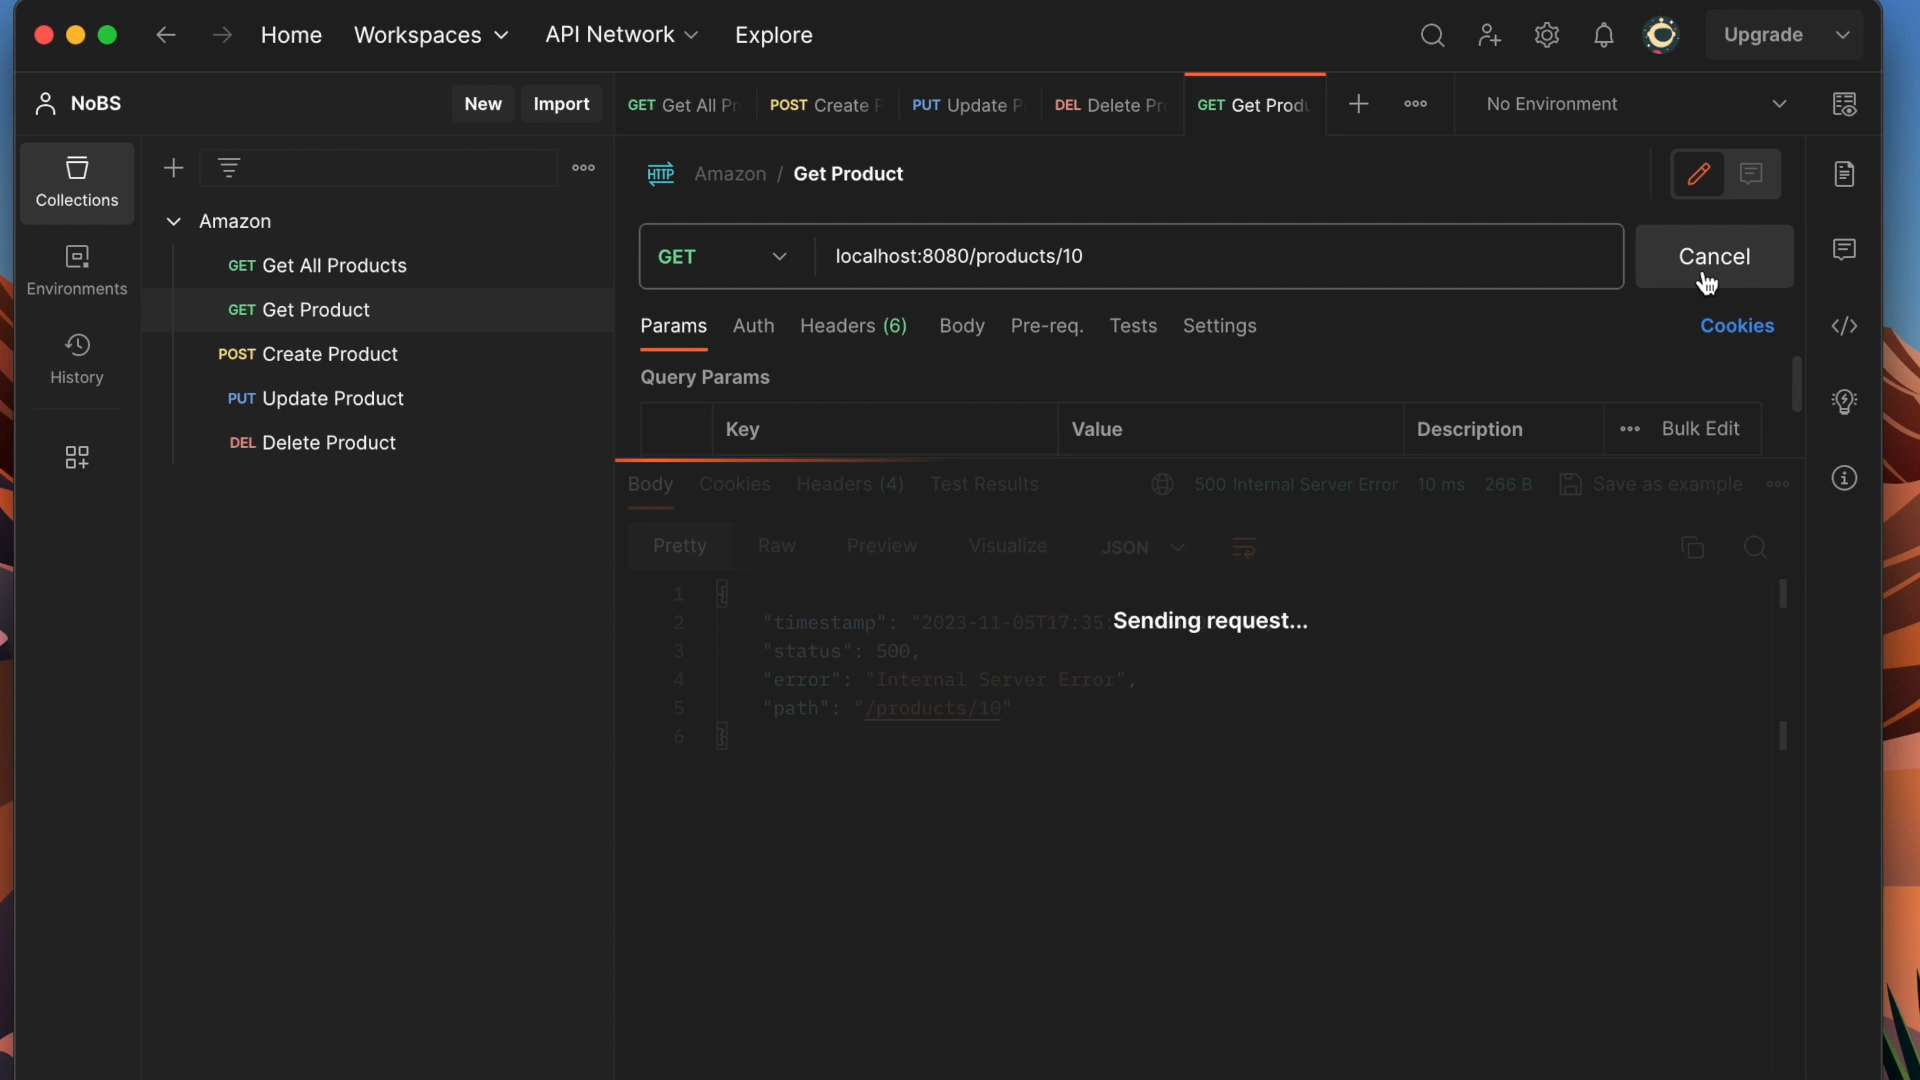 Home Workspaces API Network Explore Upgrade
NoBS New Import
GET Get All Pr POST Create P PUT Update P DEL Delete Pr GET Get Produ No Environment
Collections
Environments
History
Amazon
GET Get All Products
GET Get Product
POST Create Product
PUT Update Product
DEL Delete Product
HTTP Amazon / Get Product
GET localhost:8080/products/10 Cancel
Params Auth Headers (6) Body Pre-req. Tests Settings Cookies
Query Params
Key Value Description Bulk Edit
Body Cookies Headers (4) Test Results 500 Internal Server Error 10 ms 266 B Save as example
Pretty Raw Preview Visualize JSON
1 {
2 "timestamp": "2023-11-05T17:35:
Sending request...
3 "status": 500,
4 "error": "Internal Server Error",
5 "path": "/products/10"
6 }